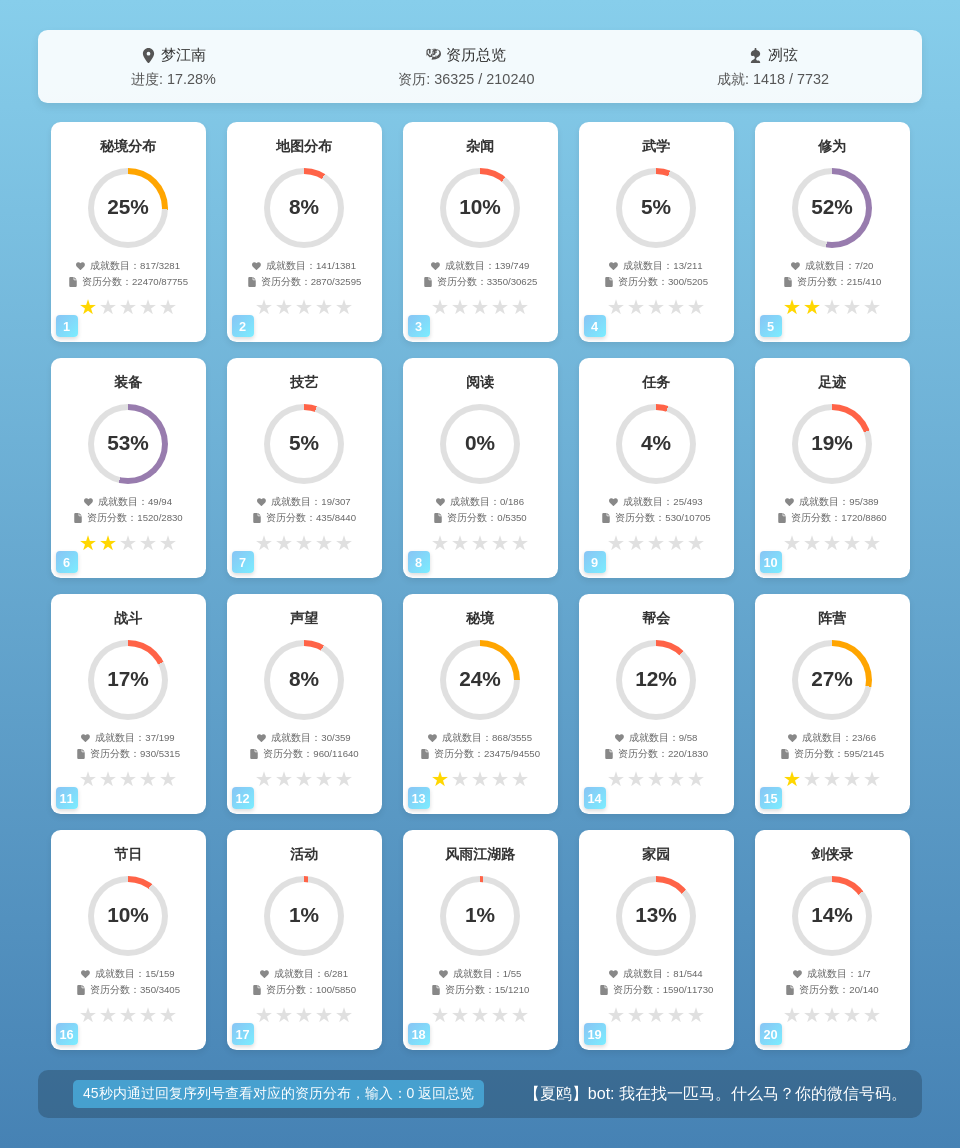 梦江南
进度: 17.28%
资历总览
资历: 36325 / 210240
冽弦
成就: 1418 / 7732
秘境分布
25%
成就数目：817/3281
资历分数：22470/87755
1
地图分布
8%
成就数目：141/1381
资历分数：2870/32595
2
杂闻
10%
成就数目：139/749
资历分数：3350/30625
3
武学
5%
成就数目：13/211
资历分数：300/5205
4
修为
52%
成就数目：7/20
资历分数：215/410
5
装备
53%
成就数目：49/94
资历分数：1520/2830
6
技艺
5%
成就数目：19/307
资历分数：435/8440
7
阅读
0%
成就数目：0/186
资历分数：0/5350
8
任务
4%
成就数目：25/493
资历分数：530/10705
9
足迹
19%
成就数目：95/389
资历分数：1720/8860
10
战斗
17%
成就数目：37/199
资历分数：930/5315
11
声望
8%
成就数目：30/359
资历分数：960/11640
12
秘境
24%
成就数目：868/3555
资历分数：23475/94550
13
帮会
12%
成就数目：9/58
资历分数：220/1830
14
阵营
27%
成就数目：23/66
资历分数：595/2145
15
节日
10%
成就数目：15/159
资历分数：350/3405
16
活动
1%
成就数目：6/281
资历分数：100/5850
17
风雨江湖路
1%
成就数目：1/55
资历分数：15/1210
18
家园
13%
成就数目：81/544
资历分数：1590/11730
19
剑侠录
14%
成就数目：1/7
资历分数：20/140
20
45秒内通过回复序列号查看对应的资历分布，输入：0 返回总览
【夏鸥】bot: 我在找一匹马。什么马？你的微信号码。